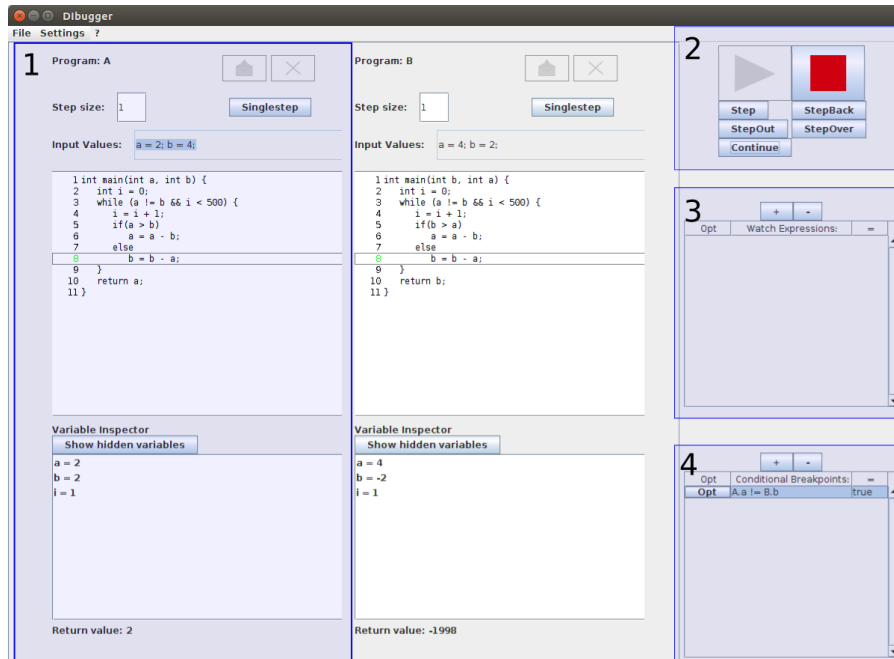 DIbugger
File Settings ?
1
Program: A
Step size: 1 Singlestep
Input Values: a = 2; b = 4;
1 int main(int a, int b) {
2 int i = 0;
3 while (a != b && i < 500) {
4 i = i + 1;
5 if(a > b)
6 a = a - b;
7 else
8 b = b - a;
9 }
10 return a;
11 }
Variable Inspector
Show hidden variables
a = 2
b = 2
i = 1
Return value: 2
Program: B
Step size: 1 Singlestep
Input Values: a = 4; b = 2;
1 int main(int b, int a) {
2 int i = 0;
3 while (a != b && i < 500) {
4 i = i + 1;
5 if(b > a)
6 a = a - b;
7 else
8 b = b - a;
9 }
10 return b;
11 }
Variable Inspector
Show hidden variables
a = 4
b = -2
i = 1
Return value: -1998
2
Step StepBack
StepOut StepOver
Continue
3
+ -
Opt Watch Expressions: =
4
+ -
Opt Conditional Breakpoints: =
Opt A.a != B.b true